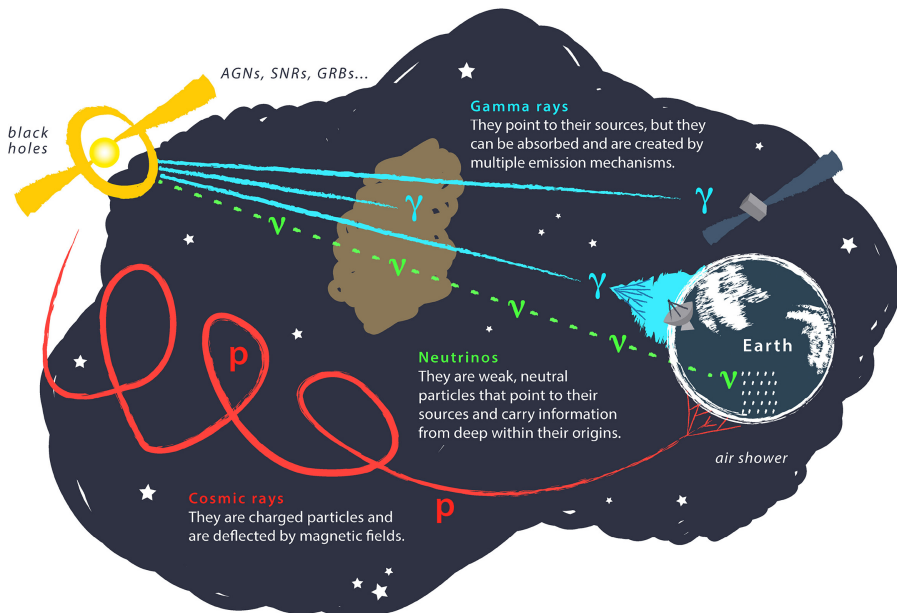 AGNs, SNRs, GRBs...
black
holes
Gamma rays
They point to their sources, but they
can be absorbed and are created by
multiple emission mechanisms.
γ
γ
γ
ν
ν
ν
ν
ν
Earth
p
Neutrinos
They are weak, neutral
particles that point to their
sources and carry information
from deep within their origins.
air shower
p
Cosmic rays
They are charged particles and
are deflected by magnetic fields.